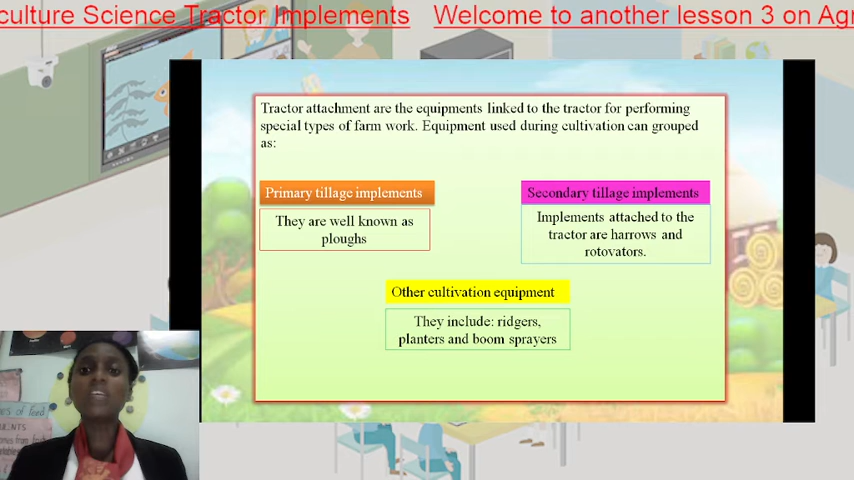 culture Science Tractor Implements Welcome to another lesson 3 on Agr
Tractor attachment are the equipments linked to the tractor for performing
special types of farm work. Equipment used during cultivation can grouped
as:
Primary tillage implements
They are well known as
ploughs
Secondary tillage implements
Implements attached to the
tractor are harrows and
rotovators.
Other cultivation equipment
They include: ridgers,
planters and boom sprayers
of feed